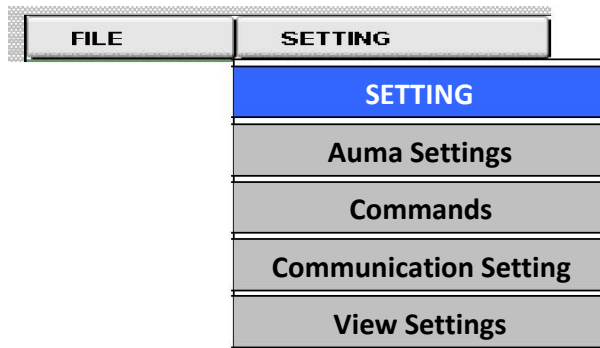 FILE SETTING
SETTING
Auma Settings
Commands
Communication Setting
View Settings